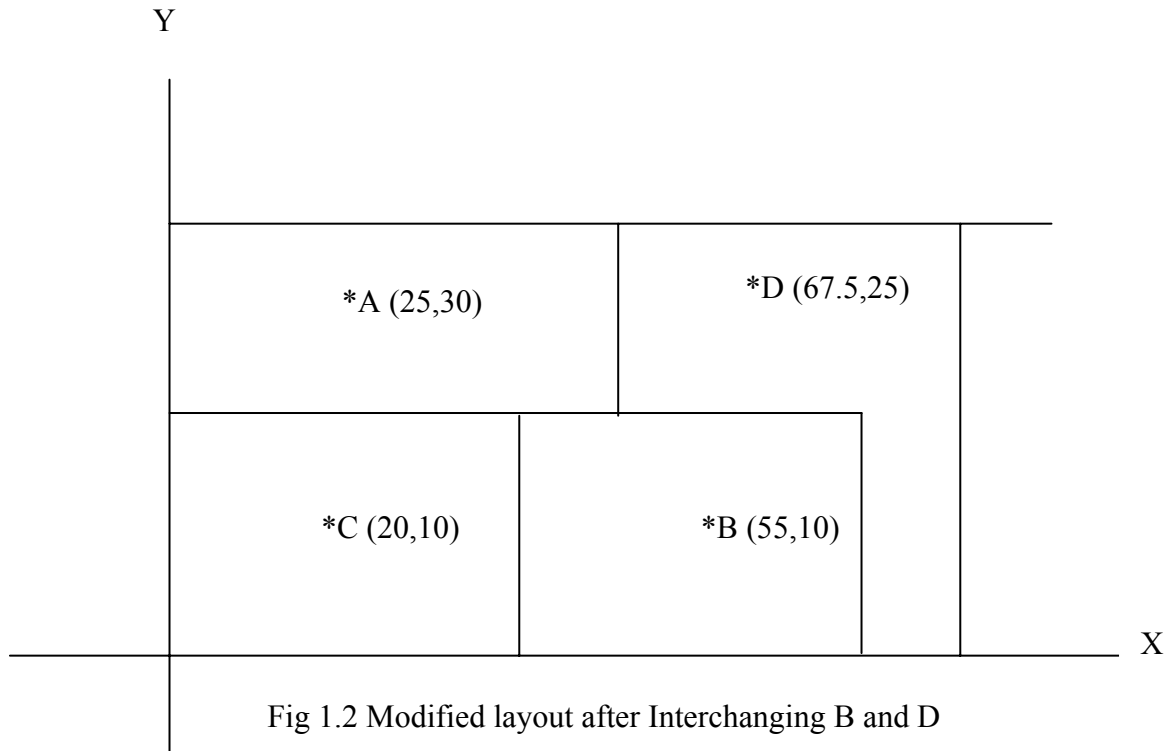 Y
*A (25,30)
*D (67.5,25)
*C (20,10)
*B (55,10)
X
Fig 1.2 Modified layout after Interchanging B and D